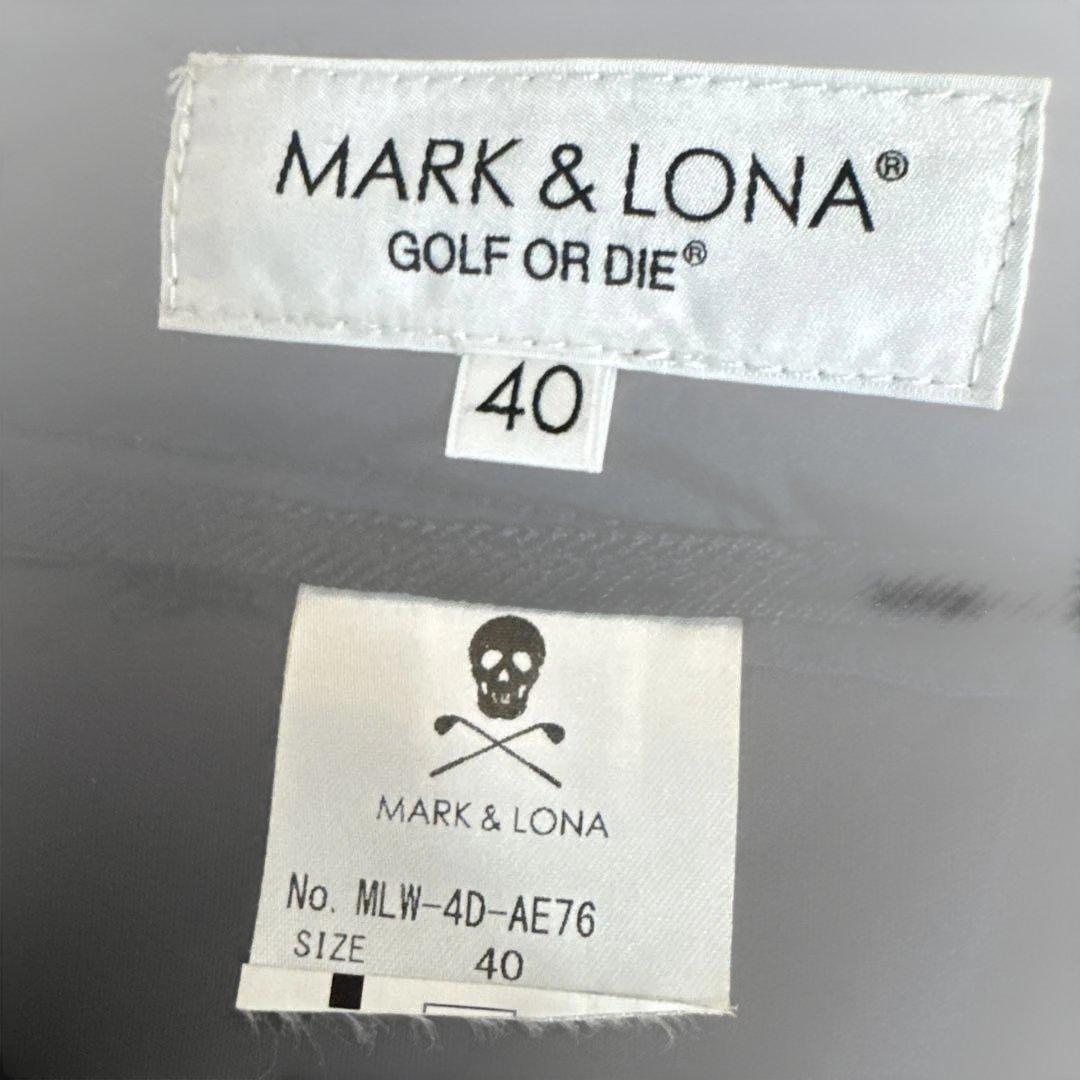 MARK & LONA®
GOLF OR DIE®
40
MARK & LONA
No. MLW-4D-AE76
SIZE 40